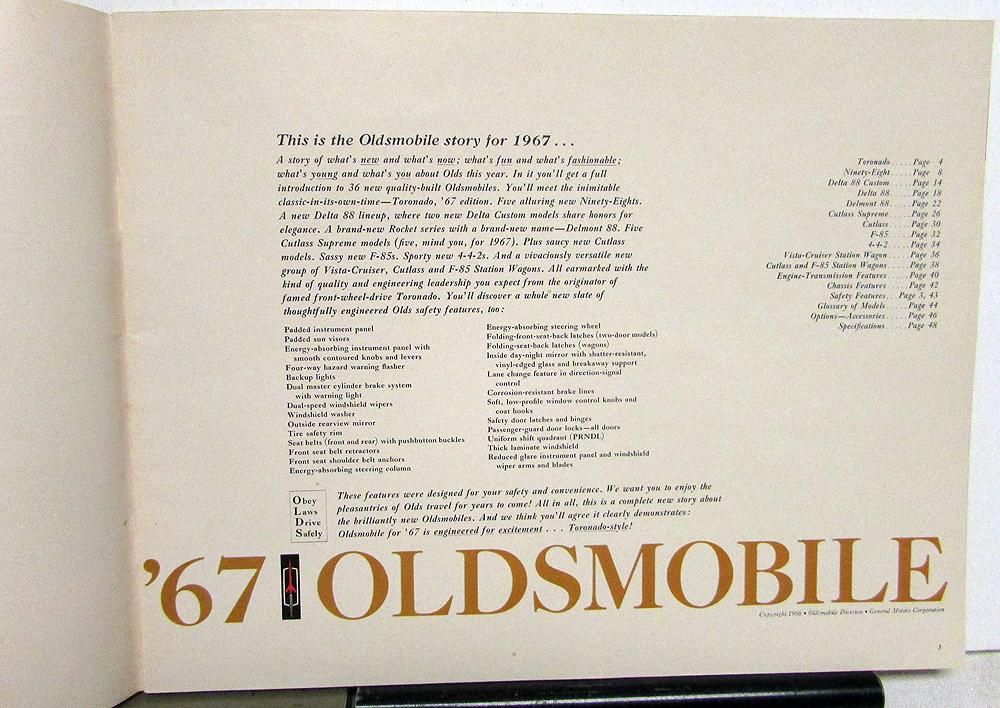 This is the Oldsmobile story for 1967 . . .
A story of what's new and what's now; what's fun and what's fashionable;
what's young and what's you about Olds this year. In it you'll get a full
introduction to 36 new quality-built Oldsmobiles. You'll meet the inimitable
classic-in-its-own-time—Toronado, '67 edition. Five alluring new Ninety-Eights.
A new Delta 88 lineup, where two new Delta Custom models share honors for
elegance. A brand-new Rocket series with a brand-new name—Delmont 88. Five
Cutlass Supreme models (five, mind you, for 1967). Plus saucy new Cutlass
models. Sassy new F-85s. Sporty new 4-4-2s. And a vivaciously versatile new
group of Vista-Cruiser, Cutlass and F-85 Station Wagons. All earmarked with the
kind of quality and engineering leadership you expect from the originator of
famed front-wheel-drive Toronado. You'll discover a whole new slate of
thoughtfully engineered Olds safety features, too:
Padded instrument panel
Padded sun visors
Energy-absorbing instrument panel with
smooth contoured knobs and levers
Four-way hazard warning flasher
Backup lights
Dual master cylinder brake system
with warning light
Dual-speed windshield wipers
Windshield washer
Outside rearview mirror
Tire safety rim
Seat belts (front and rear) with pushbutton buckles
Front seat belt retractors
Front seat shoulder belt anchors
Energy-absorbing steering column
Energy-absorbing steering wheel
Folding-front-seat-back latches (two-door models)
Folding-seat-back latches (wagons)
Inside day-night mirror with shatter-resistant,
vinyl-edged glass and breakaway support
Lane change feature in direction-signal
control
Corrosion-resistant brake lines
Soft, low-profile window control knobs and
coat hooks
Safety door latches and hinges
Passenger-guard door locks—all doors
Uniform shift quadrant (PRNDL)
Thick laminate windshield
Reduced glare instrument panel and windshield
wiper arms and blades
Toronado.....Page 4
Ninety-Eight.....Page 8
Delta 88 Custom.....Page 14
Delta 88.....Page 18
Delmont 88.....Page 22
Cutlass Supreme.....Page 26
Cutlass.....Page 30
F-85.....Page 32
4-4-2.....Page 34
Vista-Cruiser Station Wagon.....Page 36
Cutlass and F-85 Station Wagons.....Page 38
Engine-Transmission Features.....Page 40
Chassis Features.....Page 42
Safety Features...Page 3, 43
Glossary of Models.....Page 44
Options—Accessories.....Page 46
Specifications.....Page 48
Obey
Laws
Drive
Safely
These features were designed for your safety and convenience. We want you to enjoy the
pleasantries of Olds travel for years to come! All in all, this is a complete new story about
the brilliantly new Oldsmobiles. And we think you'll agree it clearly demonstrates:
Oldsmobile for '67 is engineered for excitement . . . Toronado-style!
'67 OLDSMOBILE
Copyright 1966 • Oldsmobile Division • General Motors Corporation
3